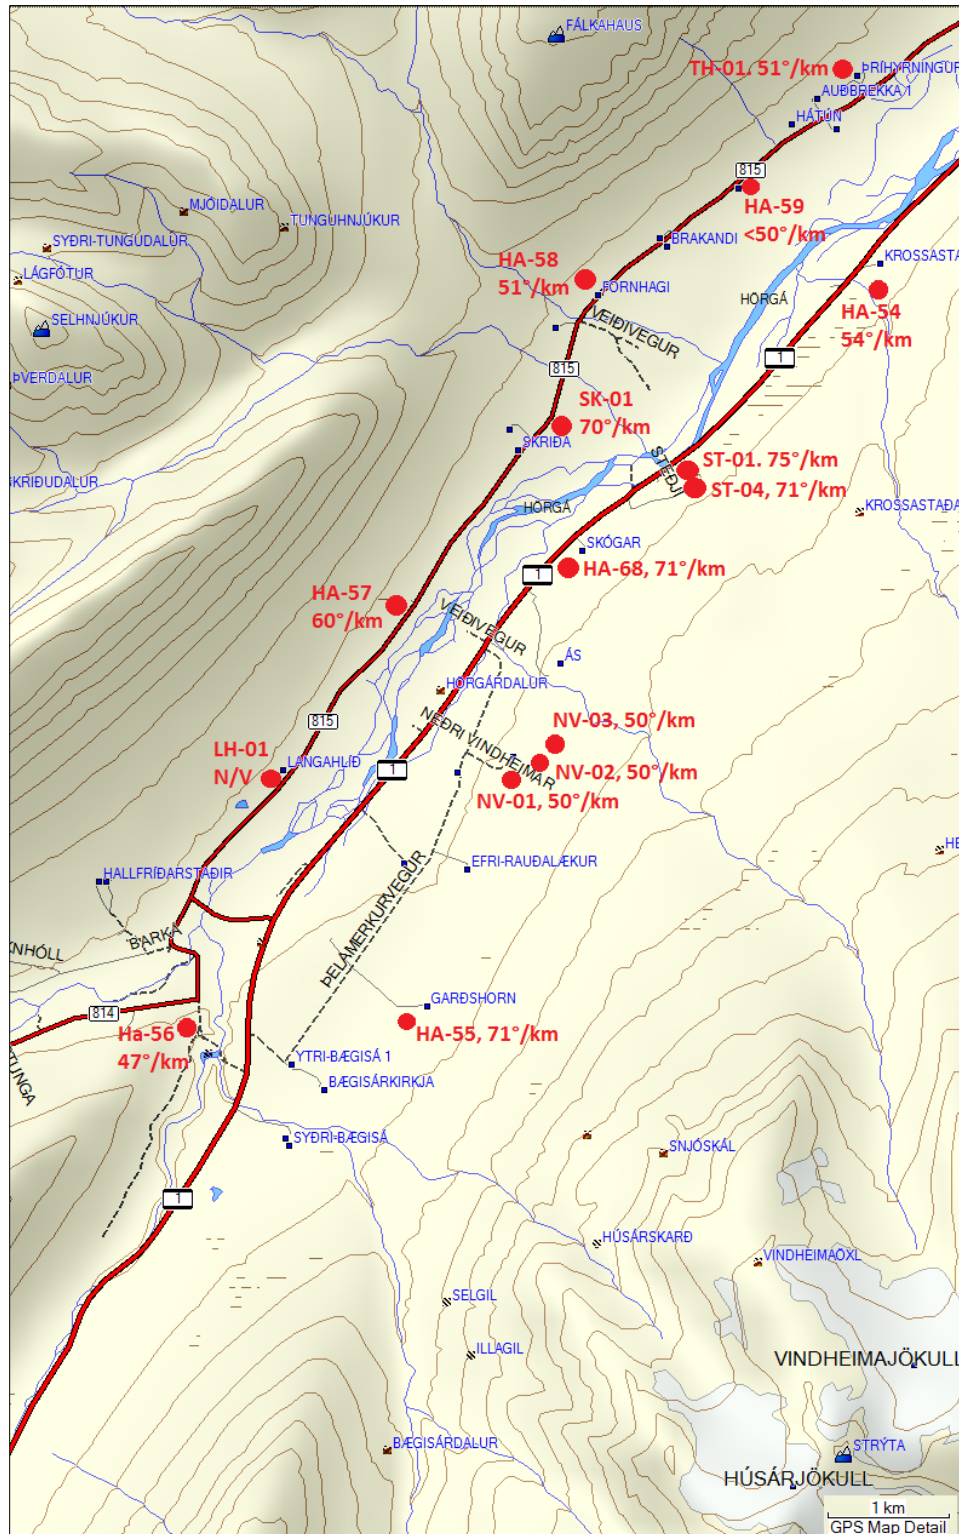 FÁLKAHAUS
TH-01. 51°/km
ÞRÍHYRNINGUR
AUÐBREKKA 1
HÁTÚN
815
HA-59
<50°/km
MJÓIDALUR
TUNGUHNJÚKUR
SYÐRI-TUNGUDALUR
BRAKANDI
KROSSASTA
LÁGFÓTUR
HA-58
51°/km
FORNHAGI
HÖRGÁ
HA-54
54°/km
SELHNJÚKUR
VEIÐIVEGUR
1
ÞVERDALUR
815
SK-01
70°/km
SKRIÐA
ST-01. 75°/km
STEÐJI
ST-04, 71°/km
KRIÐUDALUR
HÖRGÁ
KROSSASTAÐA
SKÓGAR
1
HA-68, 71°/km
HA-57
60°/km
VEIÐIVEGUR
ÁS
HÖRGÁRDALUR
815
NEÐRI VINDHEIMAR
NV-03, 50°/km
LH-01
N/V
LANGAHLÍÐ
1
NV-02, 50°/km
NV-01, 50°/km
HE
HALLFRÍÐARSTAÐIR
EFRI-RAUÐALÆKUR
ÞELAMERKURVEGUR
BARKÁ
KNHÓLL
GARÐSHORN
814
Ha-56
47°/km
HA-55, 71°/km
YTRI-BÆGISÁ 1
TUNGA
BÆGISÁRKIRKJA
SYÐRI-BÆGISÁ
SNJÓSKÁL
1
HÚSÁRSKARÐ
VINDHEIMAÖXL
SELGIL
ILLAGIL
VINDHEIMAJÖKULL
BÆGISÁRDALUR
STRÝTA
HÚSÁRJÖKULL
1 km
GPS Map Detail